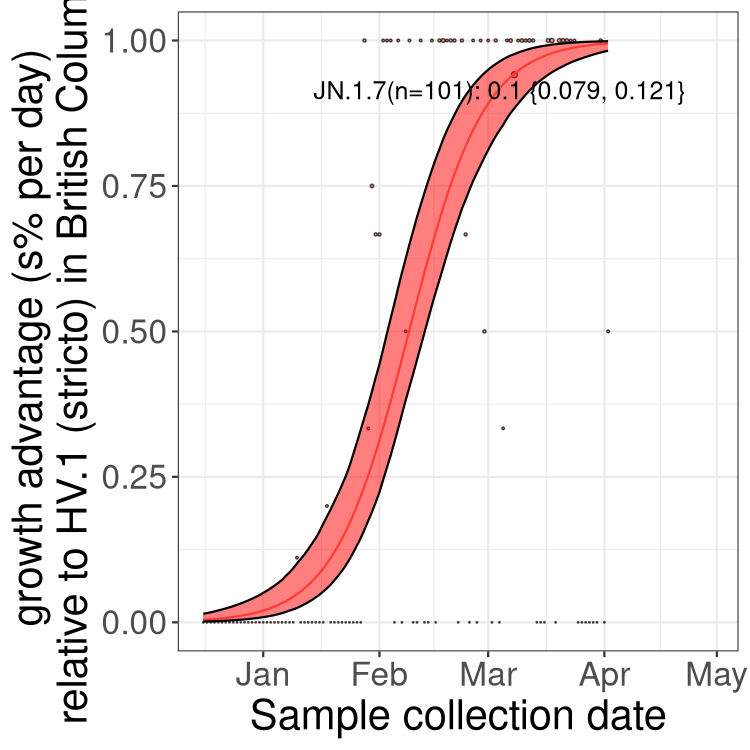 growth advantage (s% per day)
relative to HV.1 (stricto) in British Colum
1.00
0.75
0.50
0.25
0.00
JN.1.7(n=101): 0.1 {0.079, 0.121}
Jan Feb Mar Apr May
Sample collection date